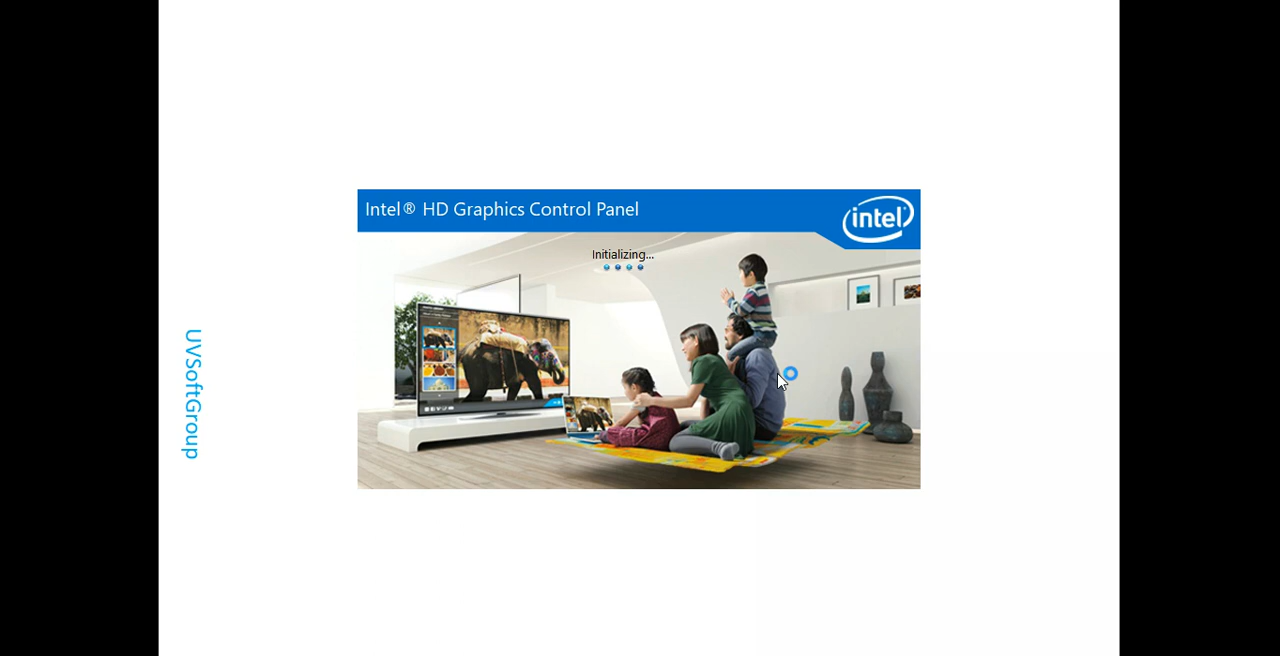 Intel® HD Graphics Control Panel
intel
Initializing...
UVSoftGroup